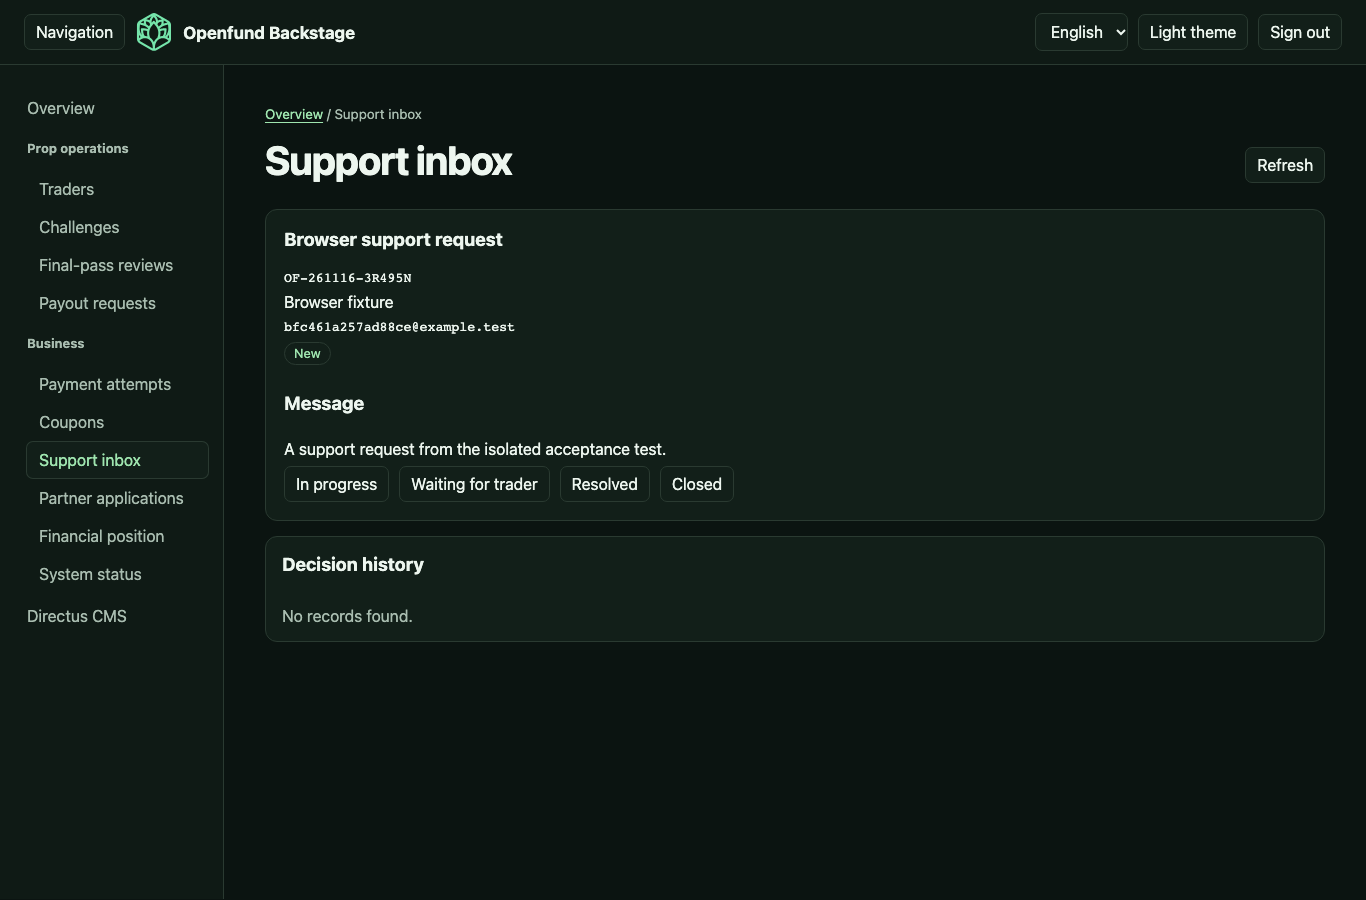 Navigation
Openfund Backstage
English
Light theme
Sign out
Overview
Prop operations
Traders
Challenges
Final-pass reviews
Payout requests
Business
Payment attempts
Coupons
Support inbox
Partner applications
Financial position
System status
Directus CMS
Overview / Support inbox
Support inbox
Refresh
Browser support request
OF-261116-3R495N
Browser fixture
bfc461a257ad88ce@example.test
New
Message
A support request from the isolated acceptance test.
In progress
Waiting for trader
Resolved
Closed
Decision history
No records found.